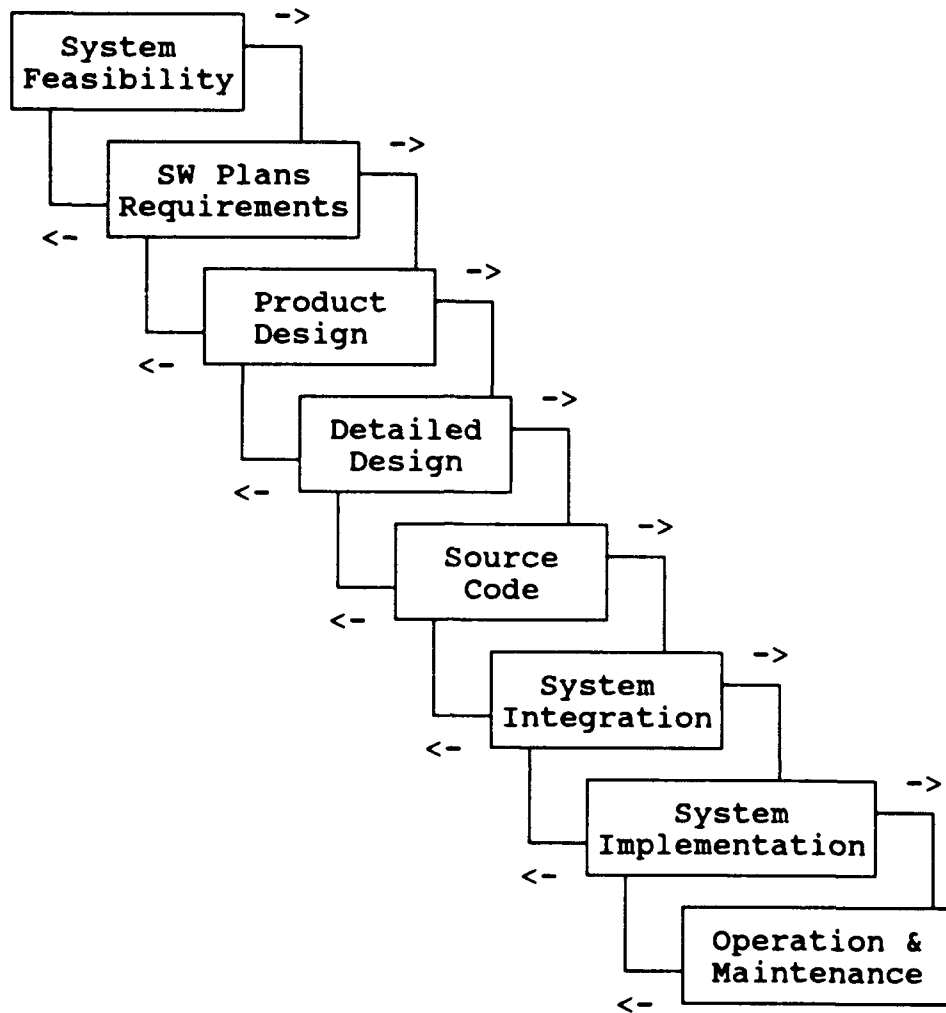 ->
System
Feasibility
->
SW Plans
Requirements
<-
->
Product
Design
<-
->
Detailed
Design
<-
->
Source
Code
<-
->
System
Integration
<-
->
System
Implementation
<-
Operation &
Maintenance
<-